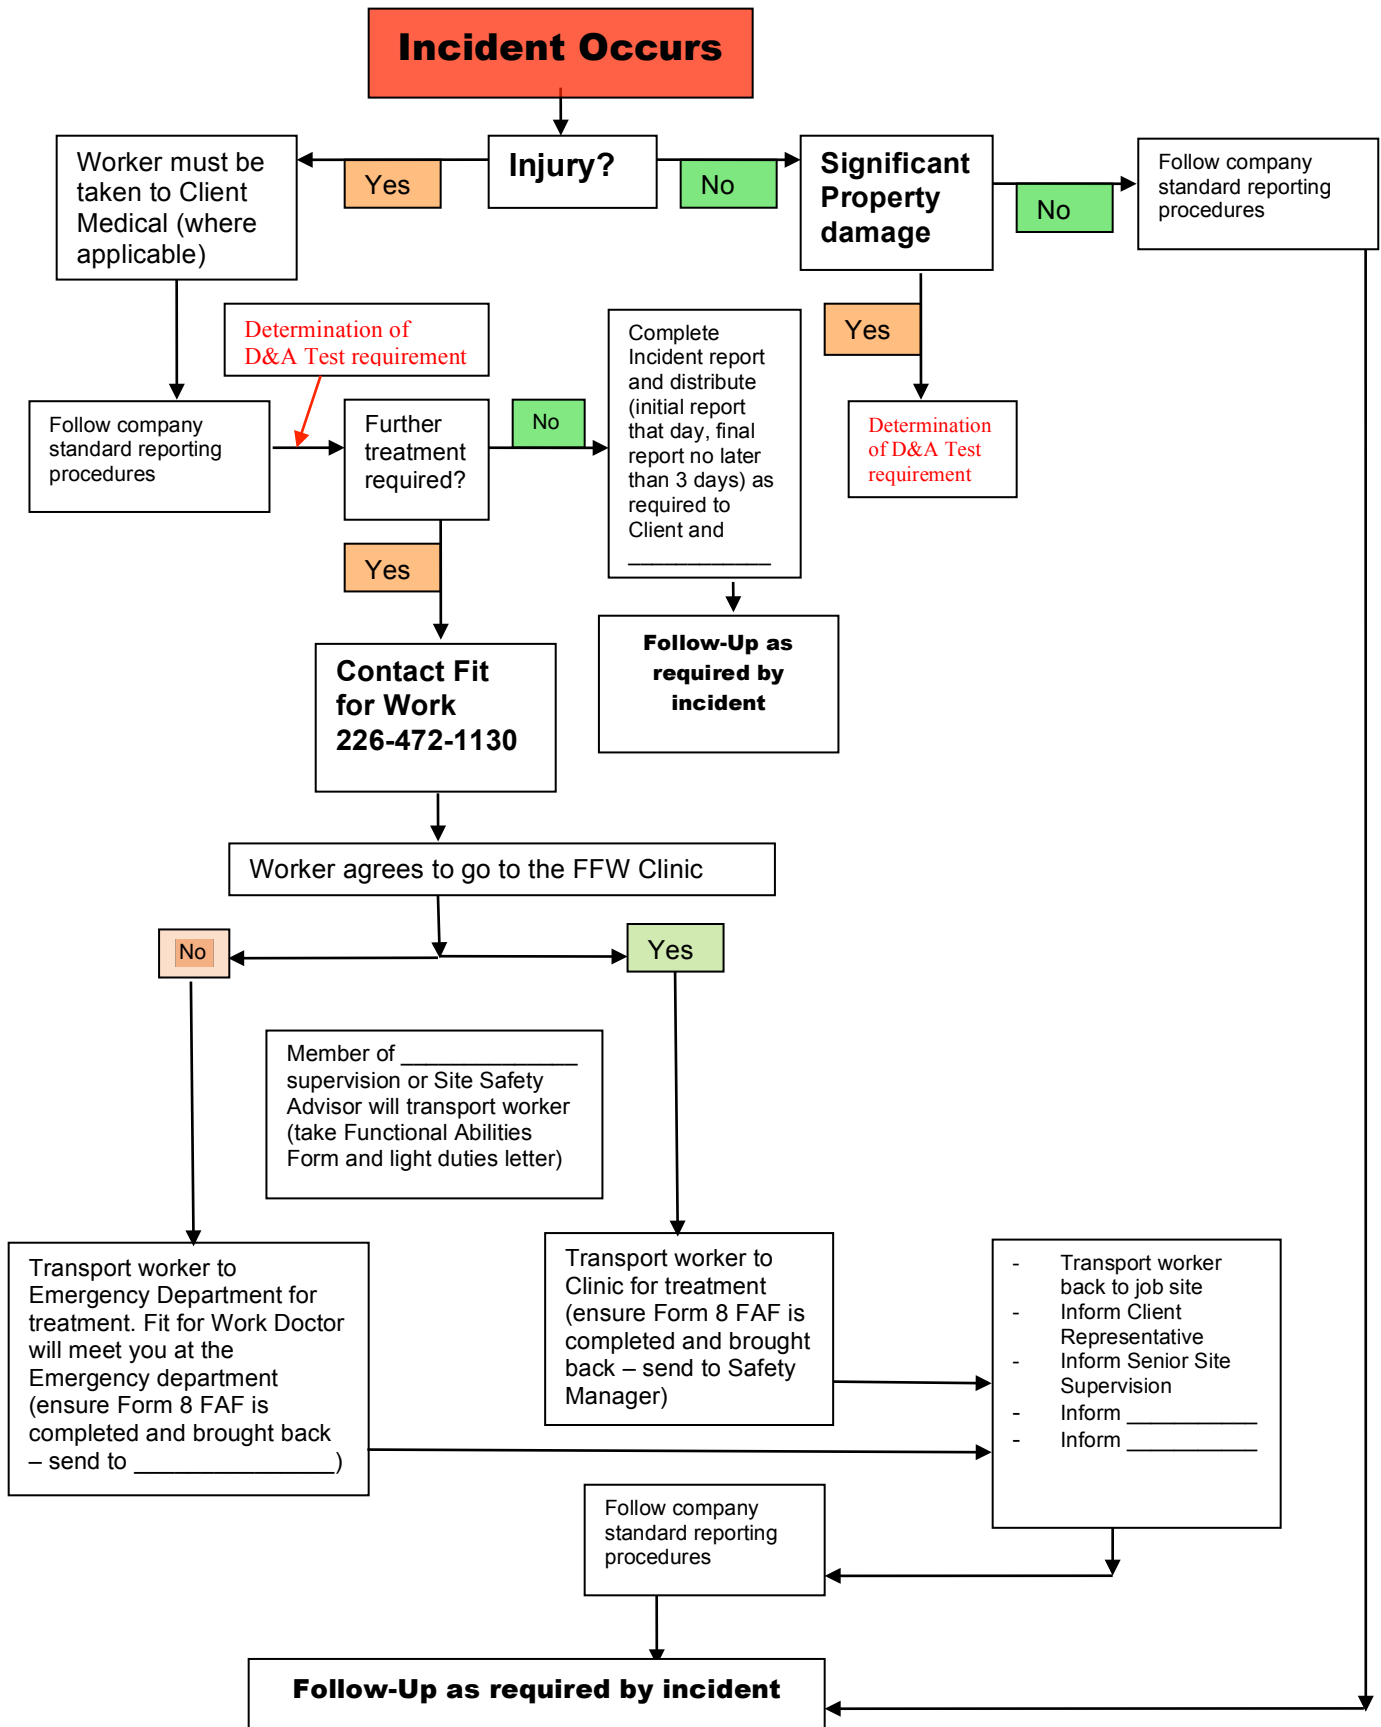 Incident Occurs
Worker must be
taken to Client
Medical (where
applicable)
Yes
Injury?
No
Significant
Property
damage
No
Follow company
standard reporting
procedures
Determination of
D&A Test requirement
Complete
Incident report
and distribute
(initial report
that day, final
report no later
than 3 days) as
required to
Client and
____________
Yes
Follow company
standard reporting
procedures
Further
treatment
required?
No
Determination
of D&A Test
requirement
Yes
Follow-Up as
required by
incident
Contact Fit
for Work
226-472-1130
Worker agrees to go to the FFW Clinic
No
Yes
Member of ______________
supervision or Site Safety
Advisor will transport worker
(take Functional Abilities
Form and light duties letter)
Transport worker to
Emergency Department for
treatment. Fit for Work Doctor
will meet you at the
Emergency department
(ensure Form 8 FAF is
completed and brought back
– send to ______________)
Transport worker to
Clinic for treatment
(ensure Form 8 FAF is
completed and brought
back – send to Safety
Manager)
- Transport worker
back to job site
- Inform Client
Representative
- Inform Senior Site
Supervision
- Inform ___________
- Inform ___________
Follow company
standard reporting
procedures
Follow-Up as required by incident